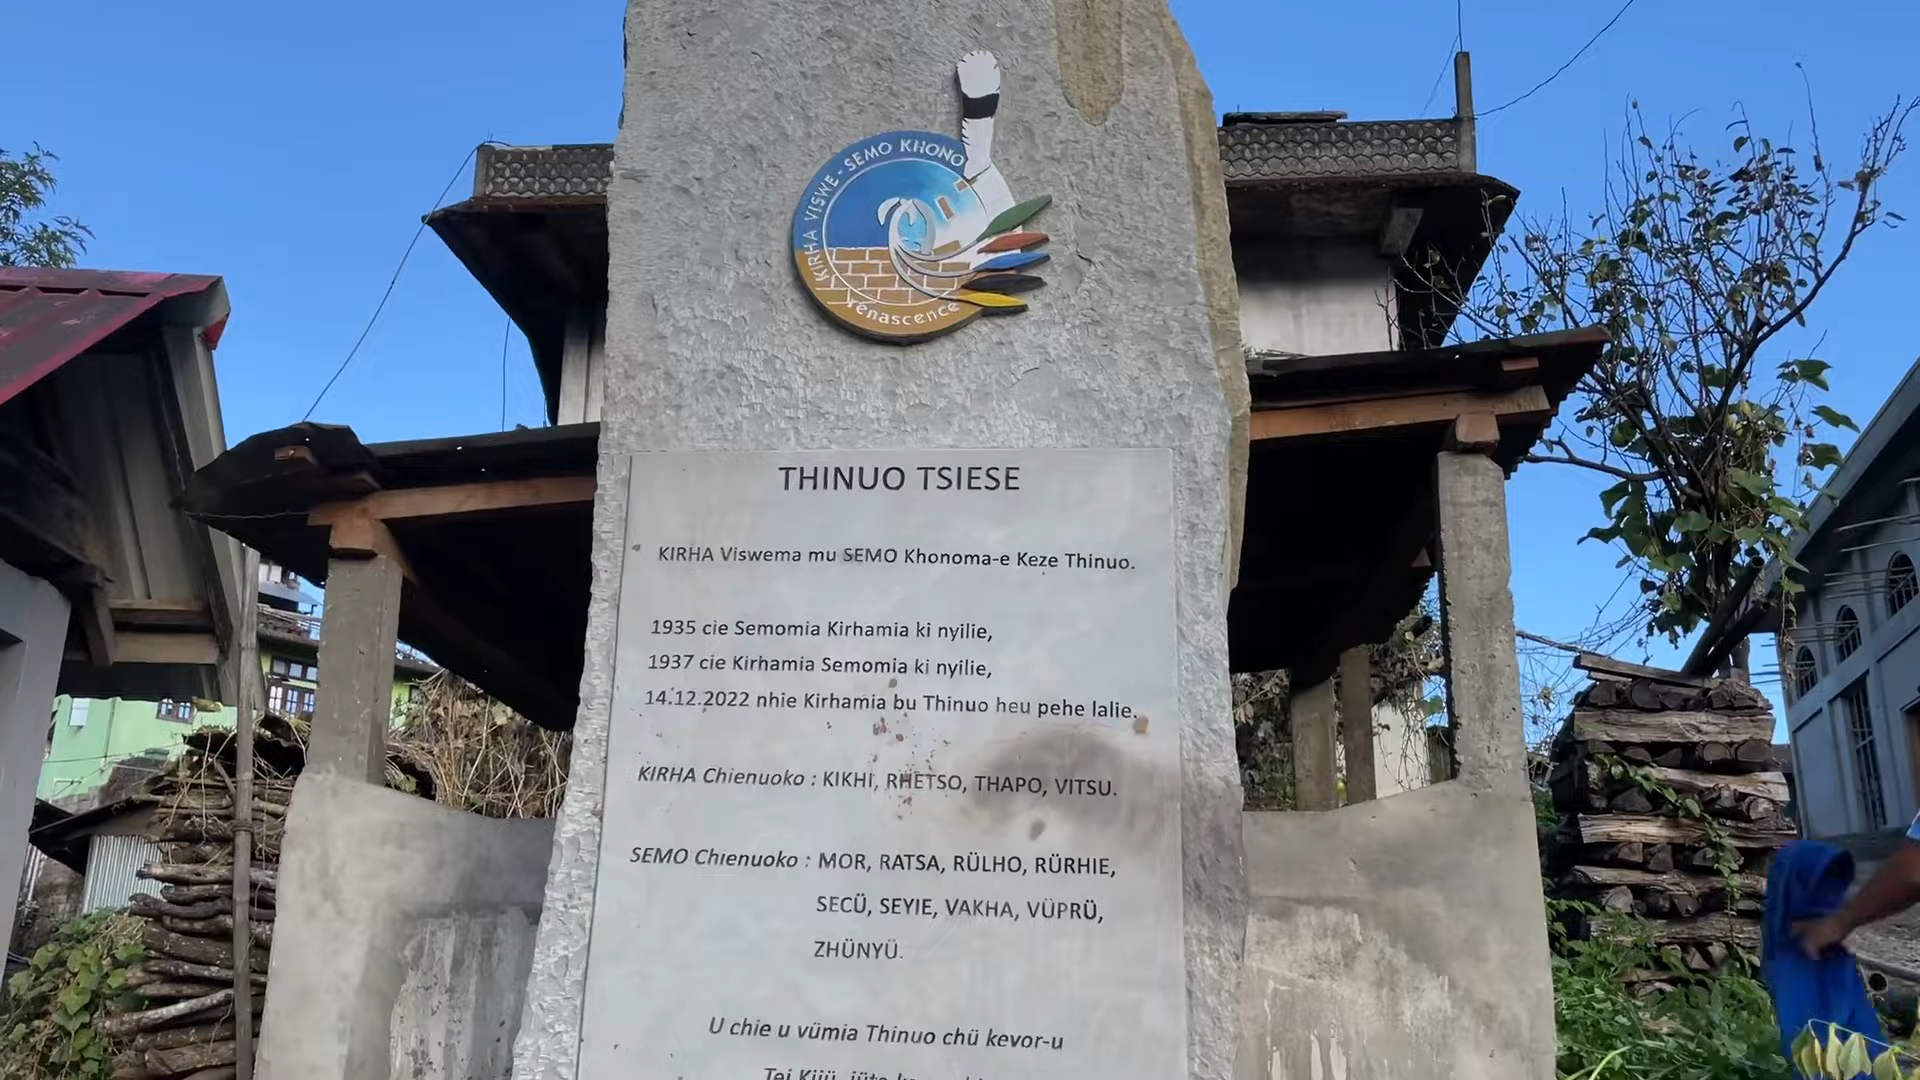 KIRHA VISWE - SEMO KHONO
renascence
THINUO TSIESE
KIRHA Viswema mu SEMO Khonoma-e Keze Thinuo.
1935 cie Semomia Kirhamia ki nyilie,
1937 cie Kirhamia Semomia ki nyilie,
14.12.2022 nhie Kirhamia bu Thinuo heu pehe lalie.
KIRHA Chienuoko : KIKHI, RHETSO, THAPO, VITSU.
SEMO Chienuoko : MOR, RATSA, RÜLHO, RÜRHIE,
SECÜ, SEYIE, VAKHA, VÜPRÜ,
ZHÜNYÜ.
U chie u vümia Thinuo chü kevor-u
Tei Kijü